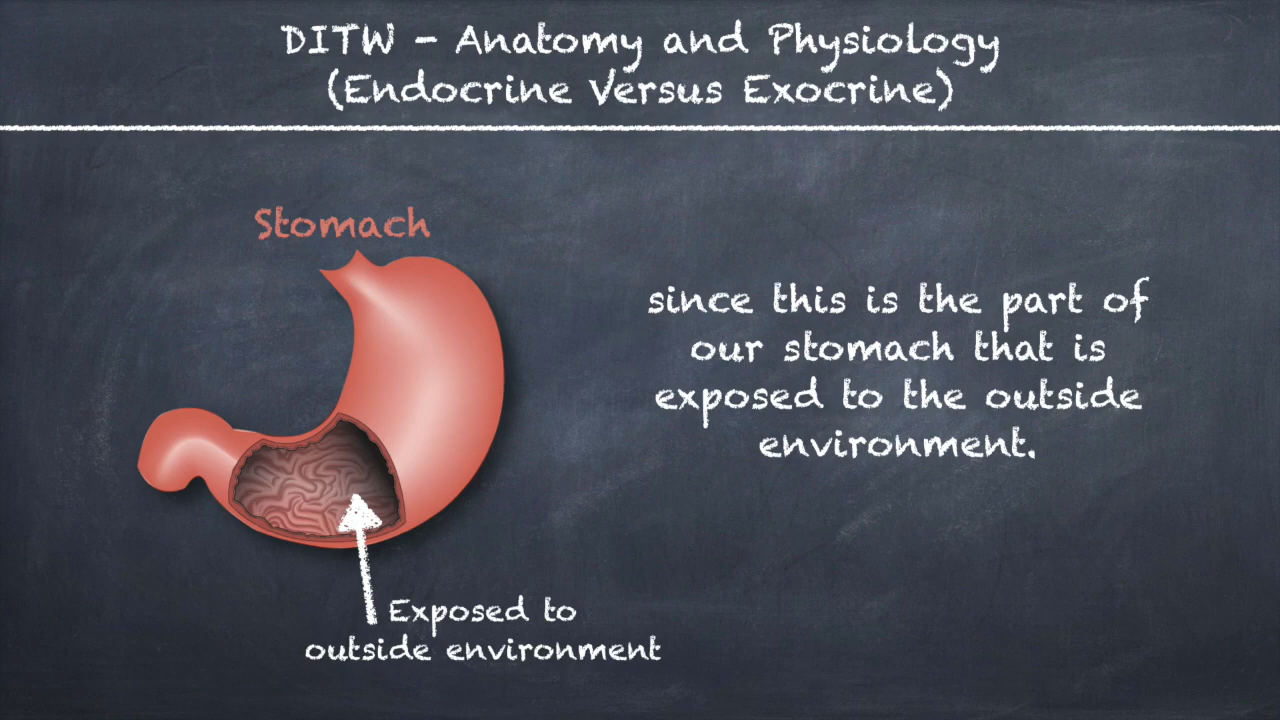 DITW - Anatomy and Physiology
(Endocrine Versus Exocrine)
Stomach
since this is the part of
our stomach that is
exposed to the outside
environment.
Exposed to
outside environment